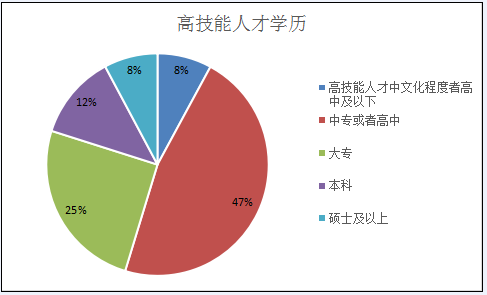 高技能人才学历
8%
8%
12%
25%
47%
高技能人才中文化程度者高
中及以下
中专或者高中
大专
本科
硕士及以上